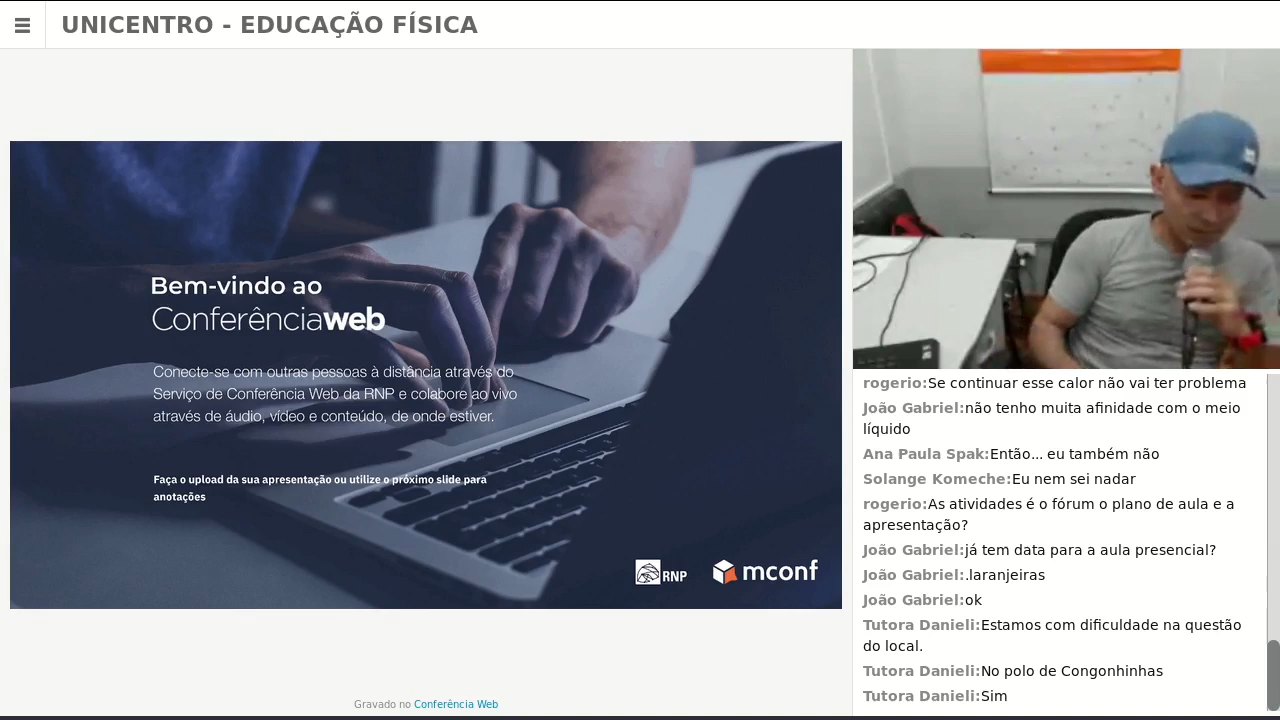 UNICENTRO - EDUCAÇÃO FÍSICA
Bem-vindo ao
Conferênciaweb
Conecte-se com outras pessoas à distância através do
Serviço de Conferência Web da RNP e colabore ao vivo
através de áudio, vídeo e conteúdo, de onde estiver.
Faça o upload da sua apresentação ou utilize o próximo slide para
anotações
RNP
mconf
Gravado no Conferência Web
rogerio:Se continuar esse calor não vai ter problema
João Gabriel:não tenho muita afinidade com o meio
líquido
Ana Paula Spak:Então... eu também não
Solange Komeche:Eu nem sei nadar
rogerio:As atividades é o fórum o plano de aula e a
apresentação?
João Gabriel:já tem data para a aula presencial?
João Gabriel:.laranjeiras
João Gabriel:ok
Tutora Danieli:Estamos com dificuldade na questão
do local.
Tutora Danieli:No polo de Congonhinhas
Tutora Danieli:Sim